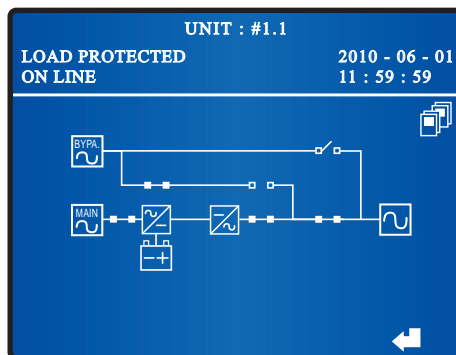 UNIT : #1.1
LOAD PROTECTED 2010 - 06 - 01
ON LINE 11 : 59 : 59
BYPA.
MAIN